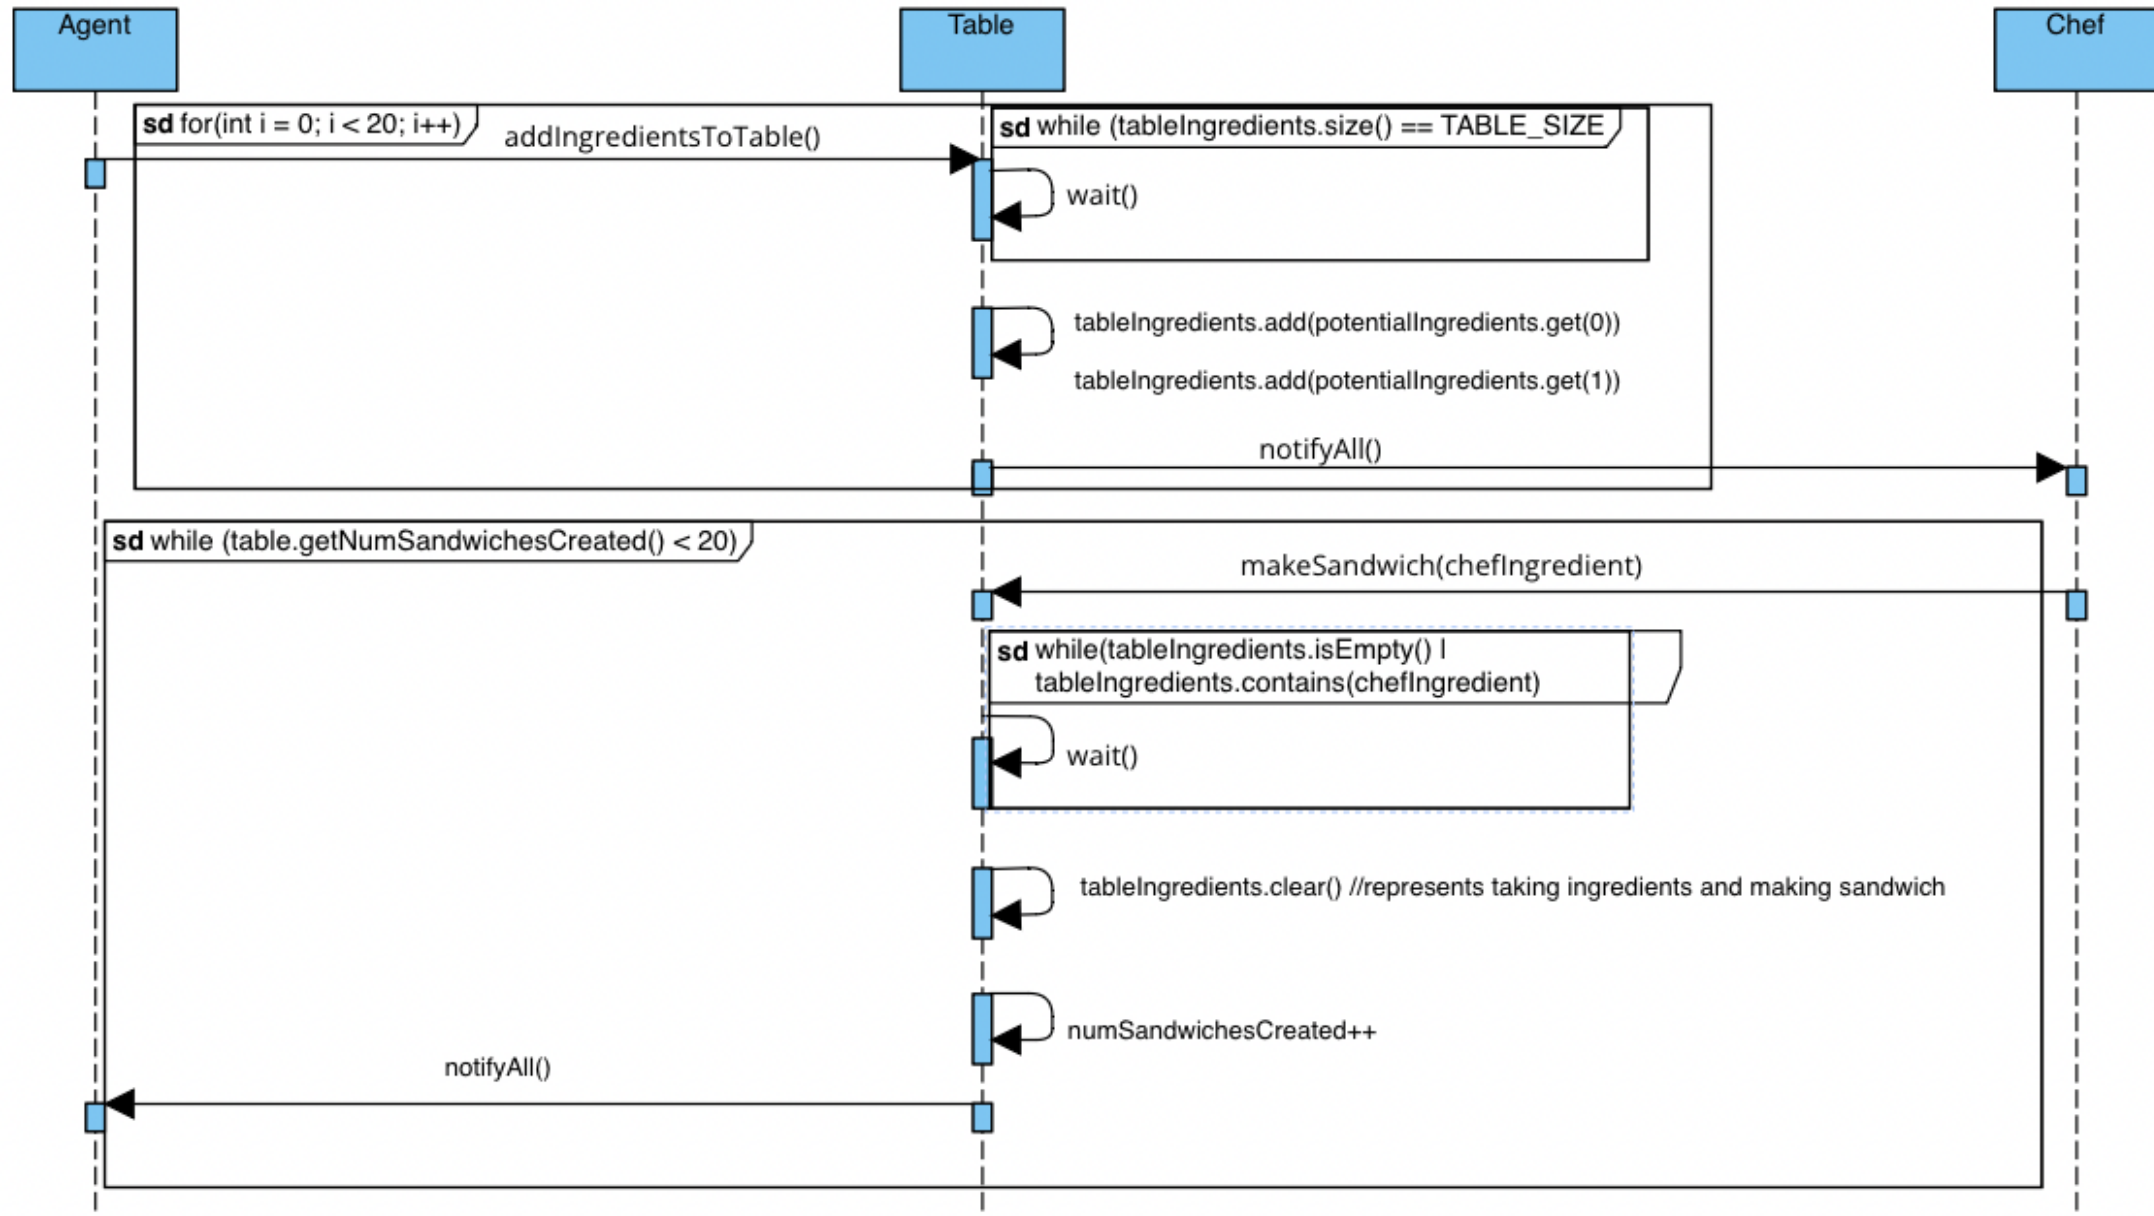 Agent
Table
Chef
sd for(int i = 0; i < 20; i++)
addIngredientsToTable()
sd while (tableIngredients.size() == TABLE_SIZE
wait()
tableIngredients.add(potentialIngredients.get(0))
tableIngredients.add(potentialIngredients.get(1))
notifyAll()
sd while (table.getNumSandwichesCreated() < 20)
makeSandwich(chefIngredient)
sd while(tableIngredients.isEmpty() |
tableIngredients.contains(chefIngredient)
wait()
tableIngredients.clear() //represents taking ingredients and making sandwich
numSandwichesCreated++
notifyAll()